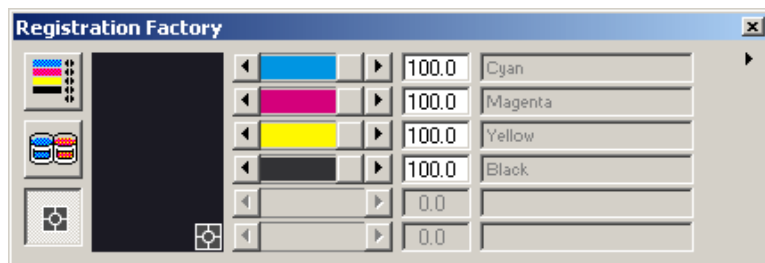 Registration Factory
100.0 Cyan
100.0 Magenta
100.0 Yellow
100.0 Black
0.0
0.0